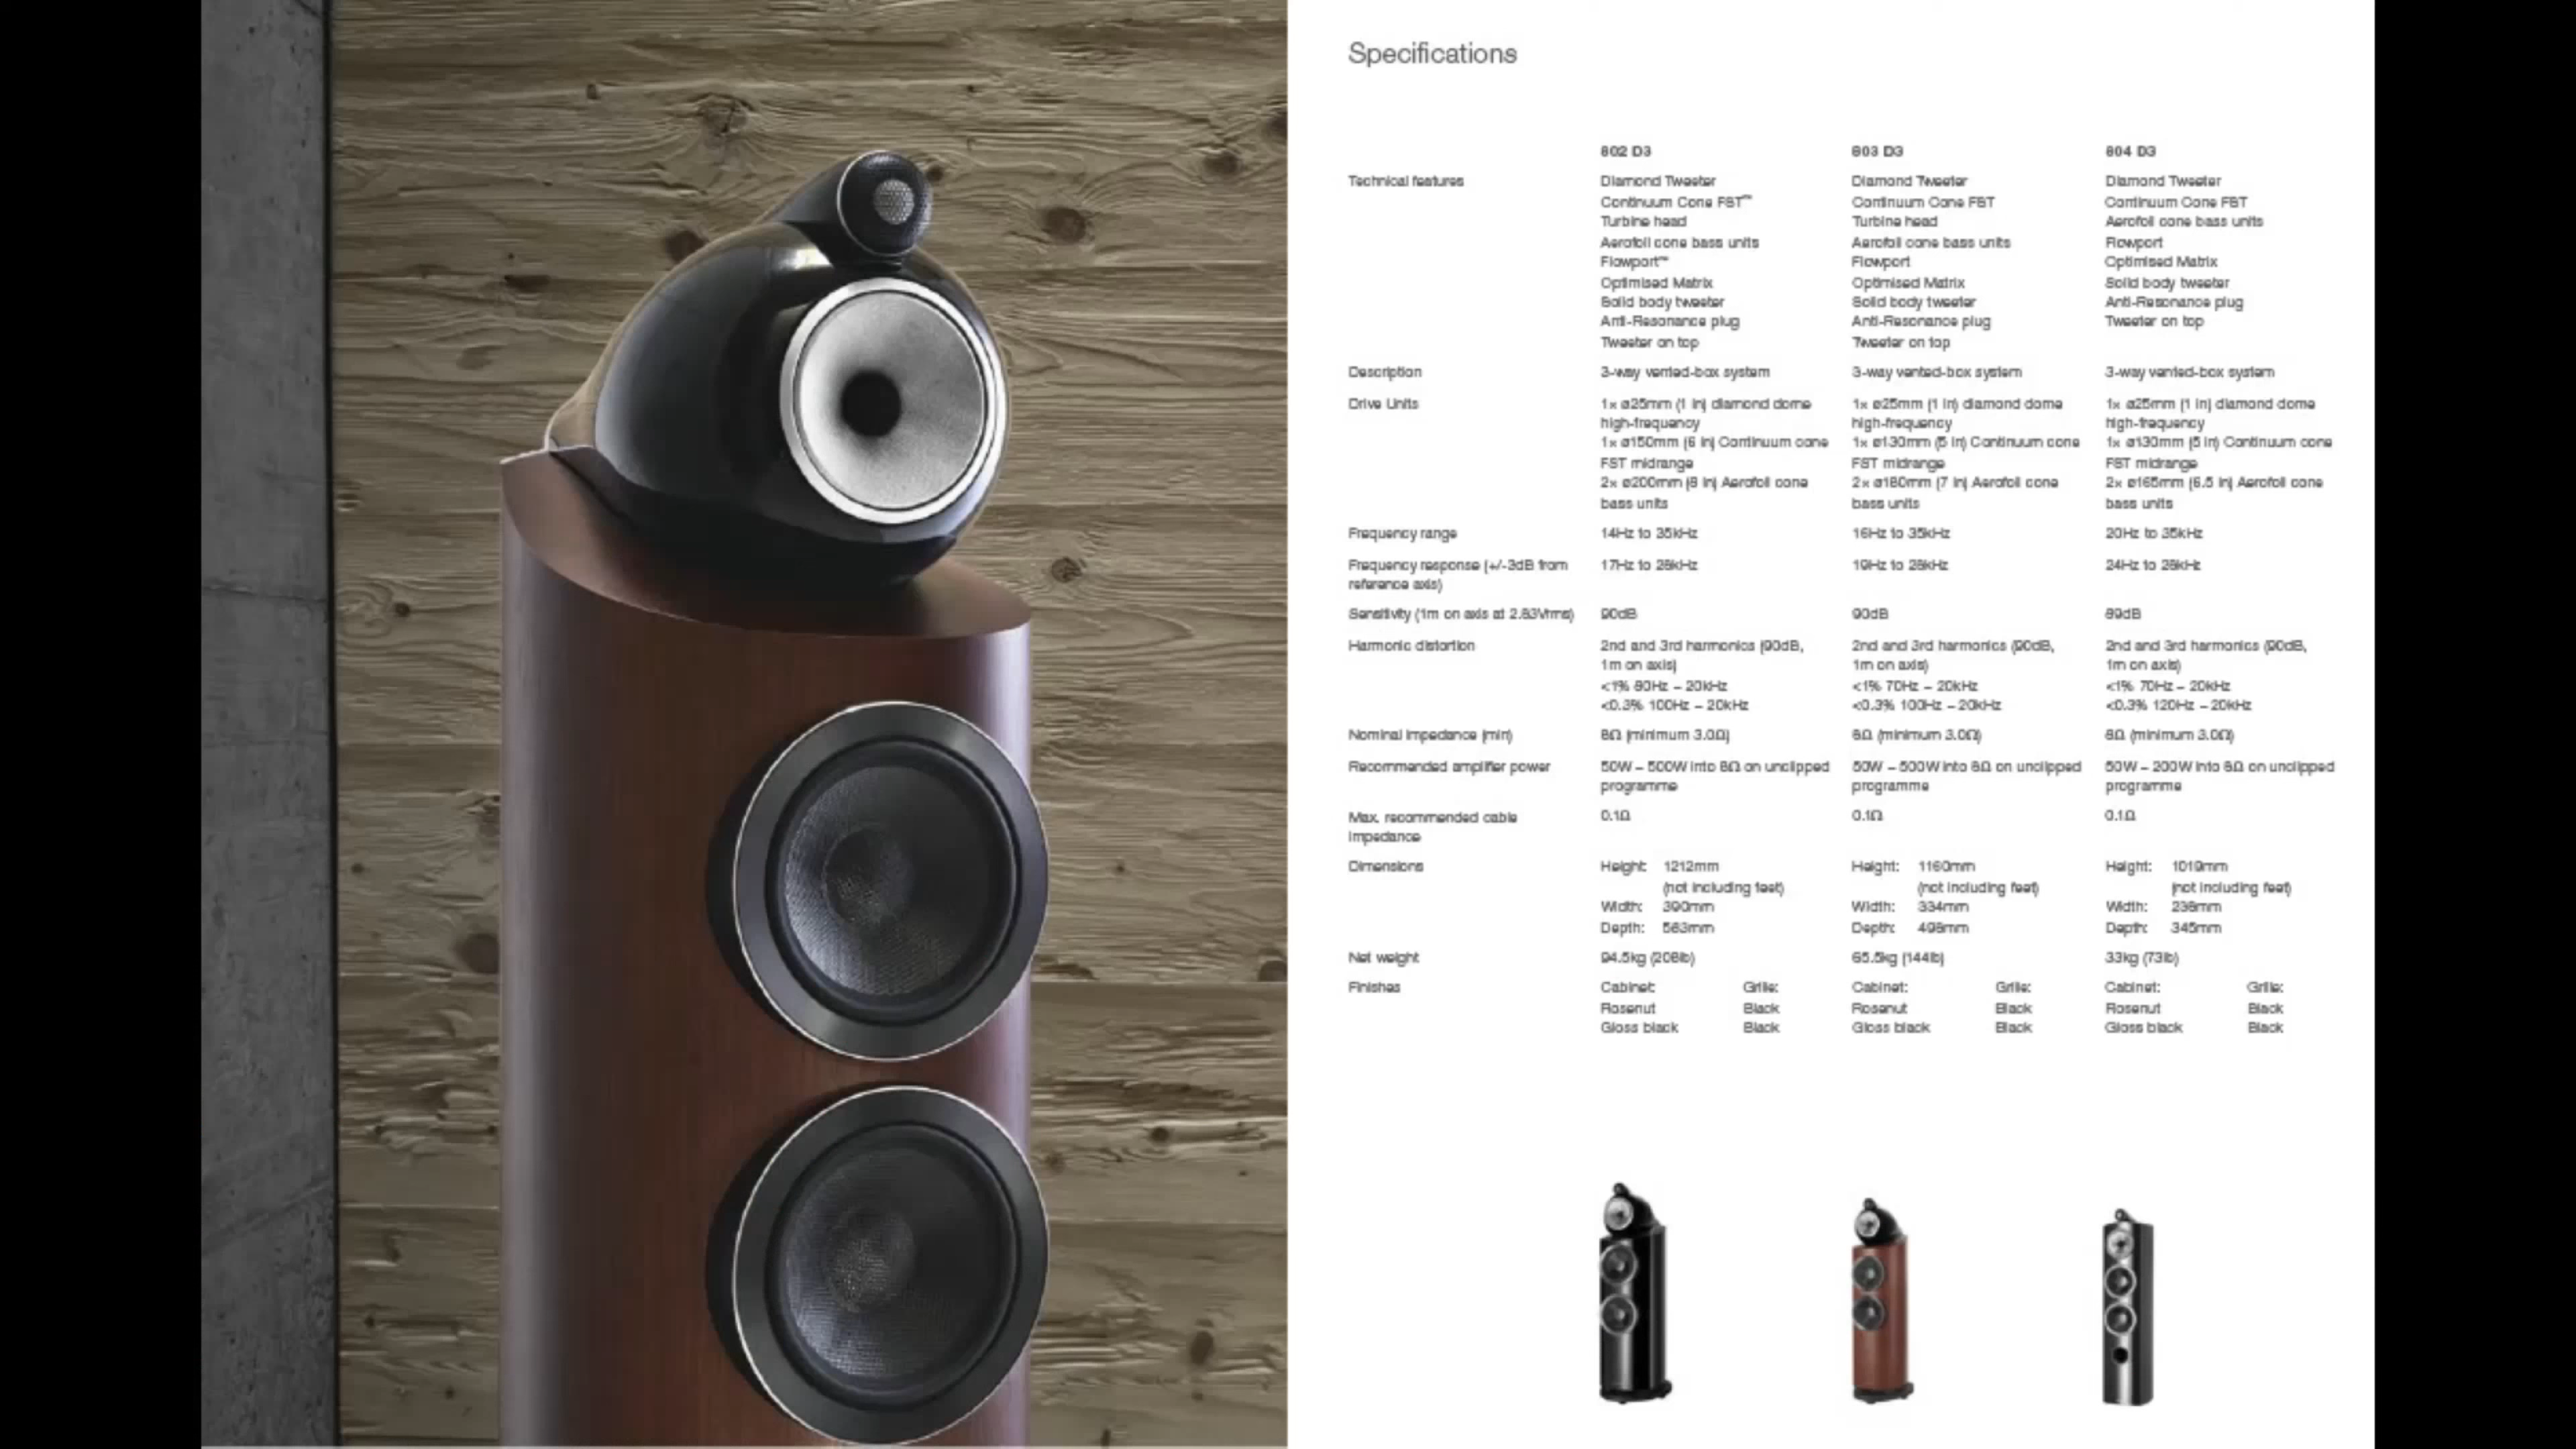 Specifications
802 D3 803 D3 804 D3
Technical features Diamond Tweeter Diamond Tweeter Diamond Tweeter
Continuum Cone FST™ Continuum Cone FST Continuum Cone FST
Turbine head Turbine head Aerofoil cone bass units
Aerofoil cone bass units Aerofoil cone bass units Flowport
Flowport™ Flowport Optimised Matrix
Optimised Matrix Optimised Matrix Solid body tweeter
Solid body tweeter Solid body tweeter Anti-Resonance plug
Anti-Resonance plug Anti-Resonance plug Tweeter on top
Tweeter on top Tweeter on top
Description 3-way vented-box system 3-way vented-box system 3-way vented-box system
Drive Units 1x ø25mm (1 in) diamond dome 1x ø25mm (1 in) diamond dome 1x ø25mm (1 in) diamond dome
high-frequency high-frequency high-frequency
1x ø150mm (6 in) Continuum cone 1x ø130mm (5 in) Continuum cone 1x ø130mm (5 in) Continuum cone
FST midrange FST midrange FST midrange
2x ø200mm (8 in) Aerofoil cone 2x ø180mm (7 in) Aerofoil cone 2x ø165mm (6.5 in) Aerofoil cone
bass units bass units bass units
Frequency range 14Hz to 35kHz 16Hz to 35kHz 20Hz to 35kHz
Frequency response (+/-3dB from 17Hz to 28kHz 19Hz to 28kHz 24Hz to 28kHz
reference axis)
Sensitivity (1m on axis at 2.83Vrms) 90dB 90dB 89dB
Harmonic distortion 2nd and 3rd harmonics (90dB, 2nd and 3rd harmonics (90dB, 2nd and 3rd harmonics (90dB,
1m on axis) 1m on axis) 1m on axis)
<1% 80Hz – 20kHz <1% 70Hz – 20kHz <1% 70Hz – 20kHz
<0.3% 100Hz – 20kHz <0.3% 100Hz – 20kHz <0.3% 120Hz – 20kHz
Nominal impedance (min) 8Ω (minimum 3.0Ω) 8Ω (minimum 3.0Ω) 8Ω (minimum 3.0Ω)
Recommended amplifier power 50W – 500W into 8Ω on unclipped 50W – 500W into 8Ω on unclipped 50W – 200W into 8Ω on unclipped
programme programme programme
Max. recommended cable 0.1Ω 0.1Ω 0.1Ω
impedance
Dimensions Height: 1212mm Height: 1160mm Height: 1019mm
(not including feet) (not including feet) (not including feet)
Width: 390mm Width: 334mm Width: 238mm
Depth: 583mm Depth: 498mm Depth: 345mm
Net weight 94.5kg (208lb) 65.5kg (144lb) 33kg (73lb)
Finishes Cabinet: Grille: Cabinet: Grille: Cabinet: Grille:
Rosenut Black Rosenut Black Rosenut Black
Gloss black Black Gloss black Black Gloss black Black